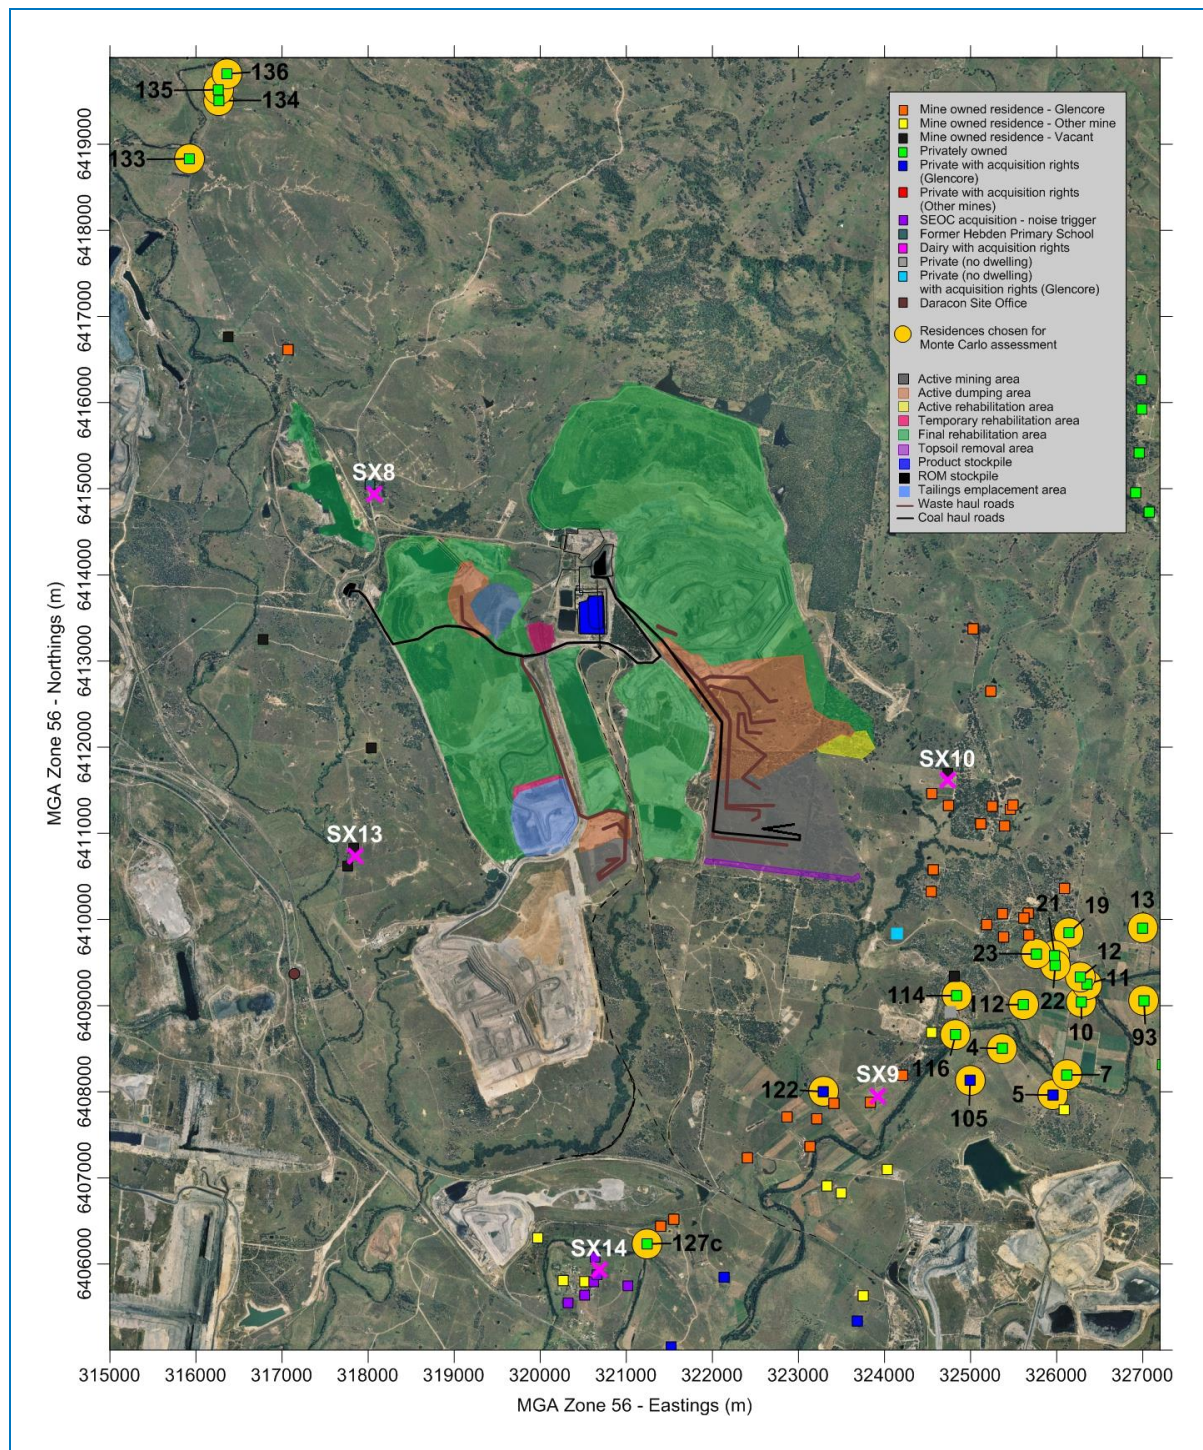 136
135
134
133
Mine owned residence - Glencore
Mine owned residence - Other mine
Mine owned residence - Vacant
Privately owned
Private with acquisition rights
(Glencore)
Private with acquisition rights
(Other mines)
SEOC acquisition - noise trigger
Former Hebden Primary School
Dairy with acquisition rights
Private (no dwelling)
Private (no dwelling)
with acquisition rights (Glencore)
Daracon Site Office
Residences chosen for
Monte Carlo assessment
Active mining area
Active dumping area
Active rehabilitation area
Temporary rehabilitation area
Final rehabilitation area
Topsoil removal area
Product stockpile
ROM stockpile
Tailings emplacement area
Waste haul roads
Coal haul roads
SX8
SX10
SX13
21
19
13
23
12
11
114
112
22
10
93
116
4
7
SX9
122
105
5
SX14
127c
6419000
6418000
6417000
6416000
6415000
6414000
6413000
6412000
6411000
6410000
6409000
6408000
6407000
6406000
MGA Zone 56 - Northings (m)
315000 316000 317000 318000 319000 320000 321000 322000 323000 324000 325000 326000 327000
MGA Zone 56 - Eastings (m)